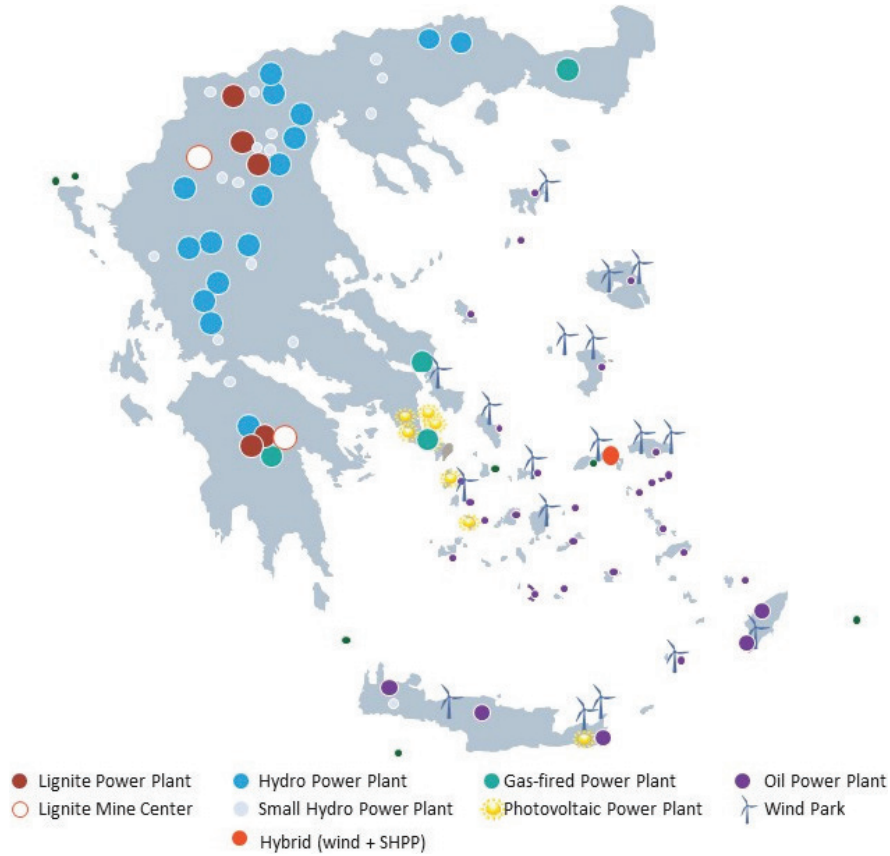 Lignite Power Plant
Hydro Power Plant
Gas-fired Power Plant
Oil Power Plant
Lignite Mine Center
Small Hydro Power Plant
Photovoltaic Power Plant
Wind Park
Hybrid (wind + SHPP)